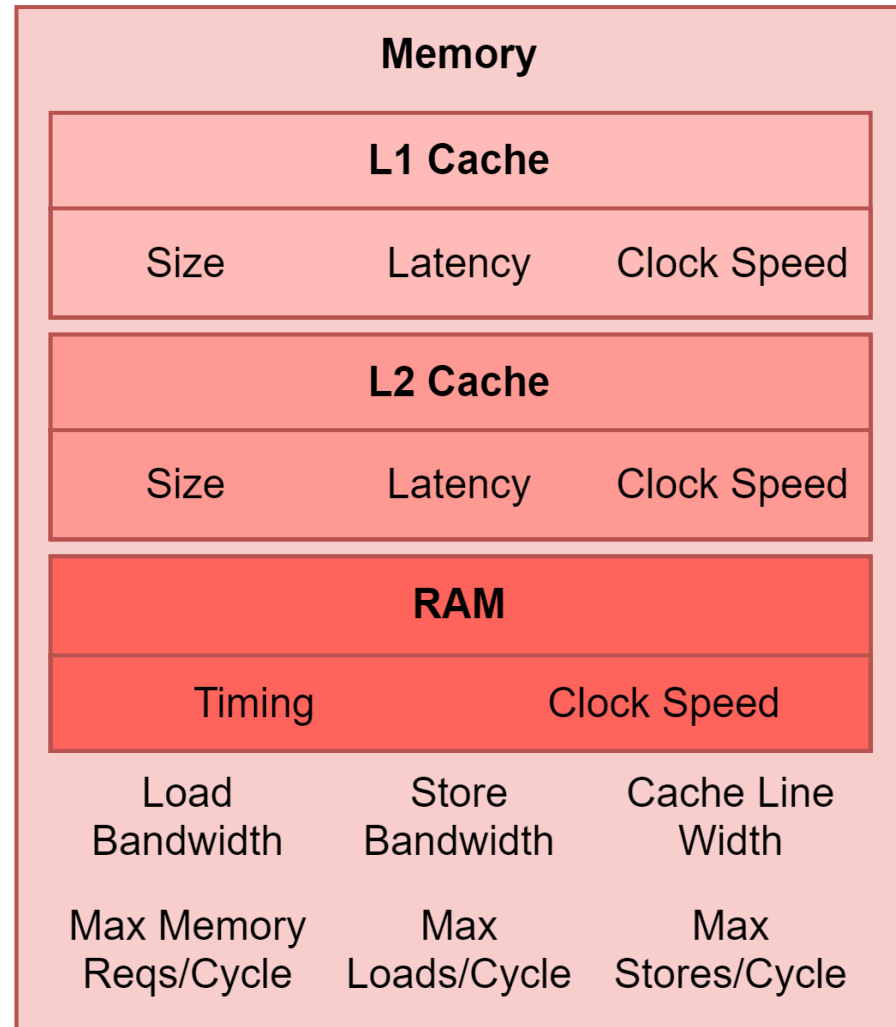 Memory
L1 Cache
Size Latency Clock Speed
L2 Cache
Size Latency Clock Speed
RAM
Timing Clock Speed
Load Store Cache Line
Bandwidth Bandwidth Width
Max Memory Max Max
Reqs/Cycle Loads/Cycle Stores/Cycle